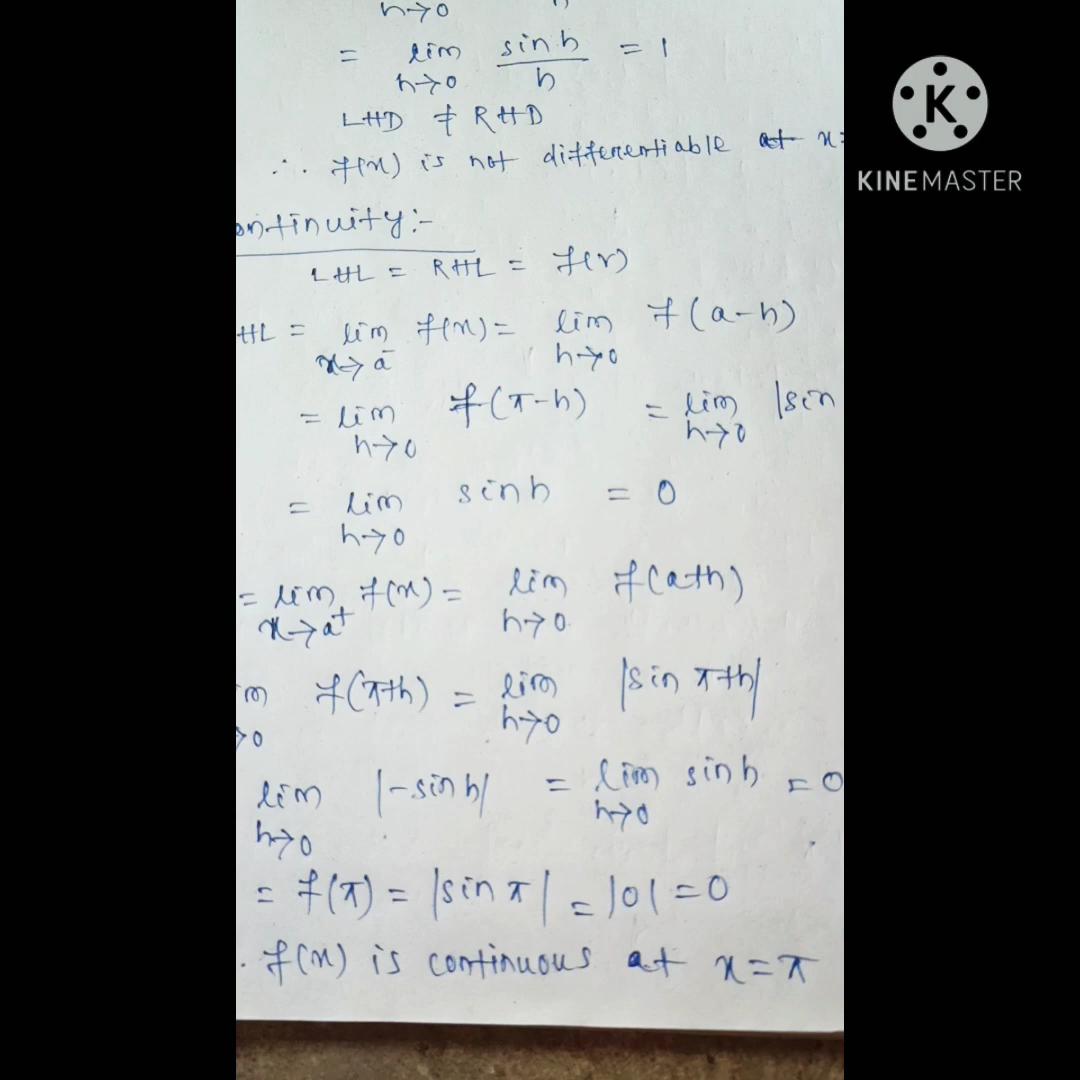 h→0 h
= lim h→0 sin h / h = 1
LHD ≠ RHD
∴ f(x) is not differentiable at x=
ontinuity:-
LHL = RHL = f(r)
HL = lim x→a⁻ f(x) = lim h→0 f(a-h)
= lim h→0 f(π-h) = lim h→0 |sin
= lim h→0 sin h = 0
= lim x→a⁺ f(x) = lim h→0 f(a+h)
m →0 f(π+h) = lim h→0 |sin π+h|
lim h→0 |-sin h| = lim h→0 sin h = 0
= f(π) = |sin π| = |0| = 0
. f(x) is continuous at x=π
K
KINEMASTER